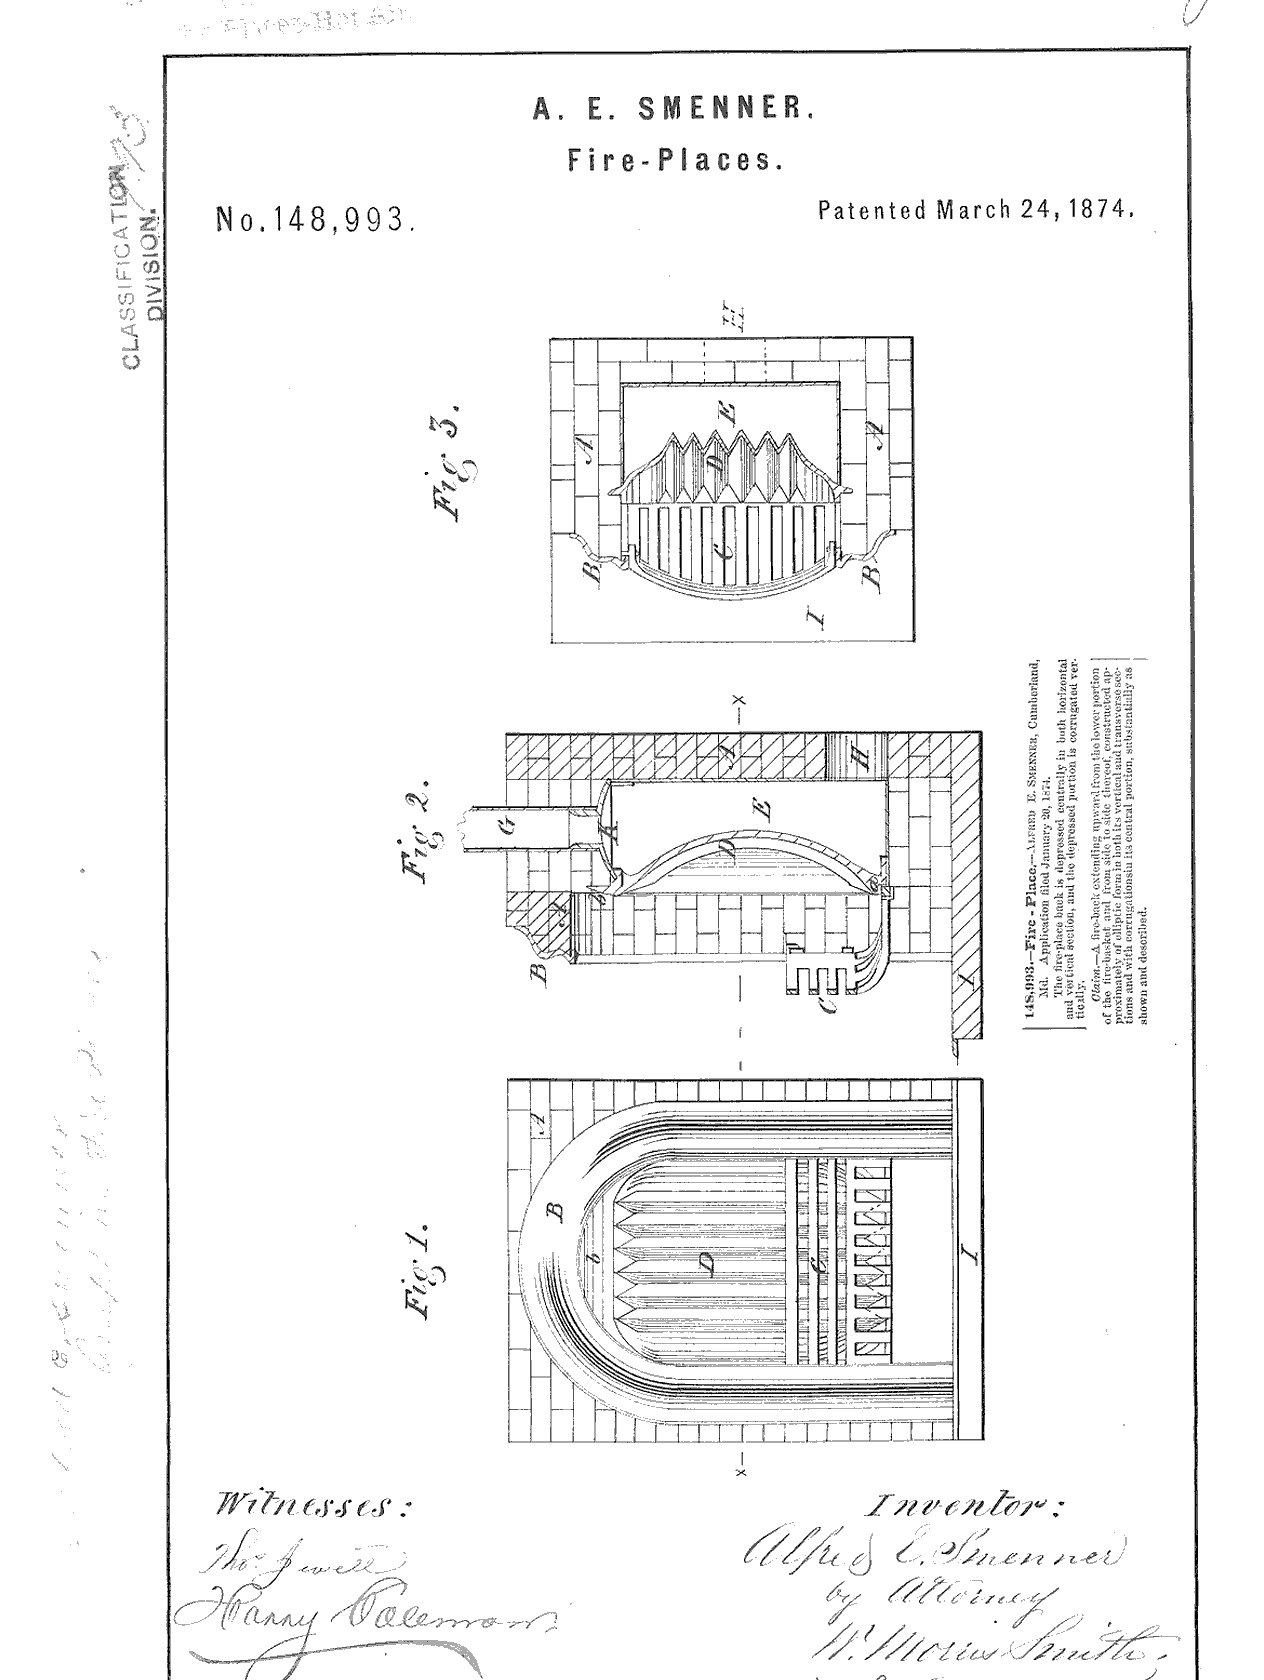 A. E. SMENNER.
Fire-Places.
No. 148,993.
Patented March 24, 1874.
CLASSIFICATION
DIVISION.
Fig 3.
H
E
A
A
D
C
B
B
I
Fig 2.
x
A
H
G
K
E
D
b
a
A
B
C
I
148,993.—Fire-Place.—ALFRED E. SMENNER, Cumberland,
Md. Application filed January 20, 1874.
The fire-place back is depressed centrally in both horizontal
and vertical section, and the depressed portion is corrugated ver-
tically.
Claim.—A fire-back extending upward from the lower portion
of the fire-basket and from side to side thereof, constructed ap-
proximately of elliptic form in both its vertical and transverse sec-
tions and with corrugations in its central portion, substantially as
shown and described.
Fig 1.
A
B
b
D
C
I
x
Witnesses:
Thos Jewett
Harry
Inventor:
Alfred E. Smenner
by Attorney
W. Morris Smith.